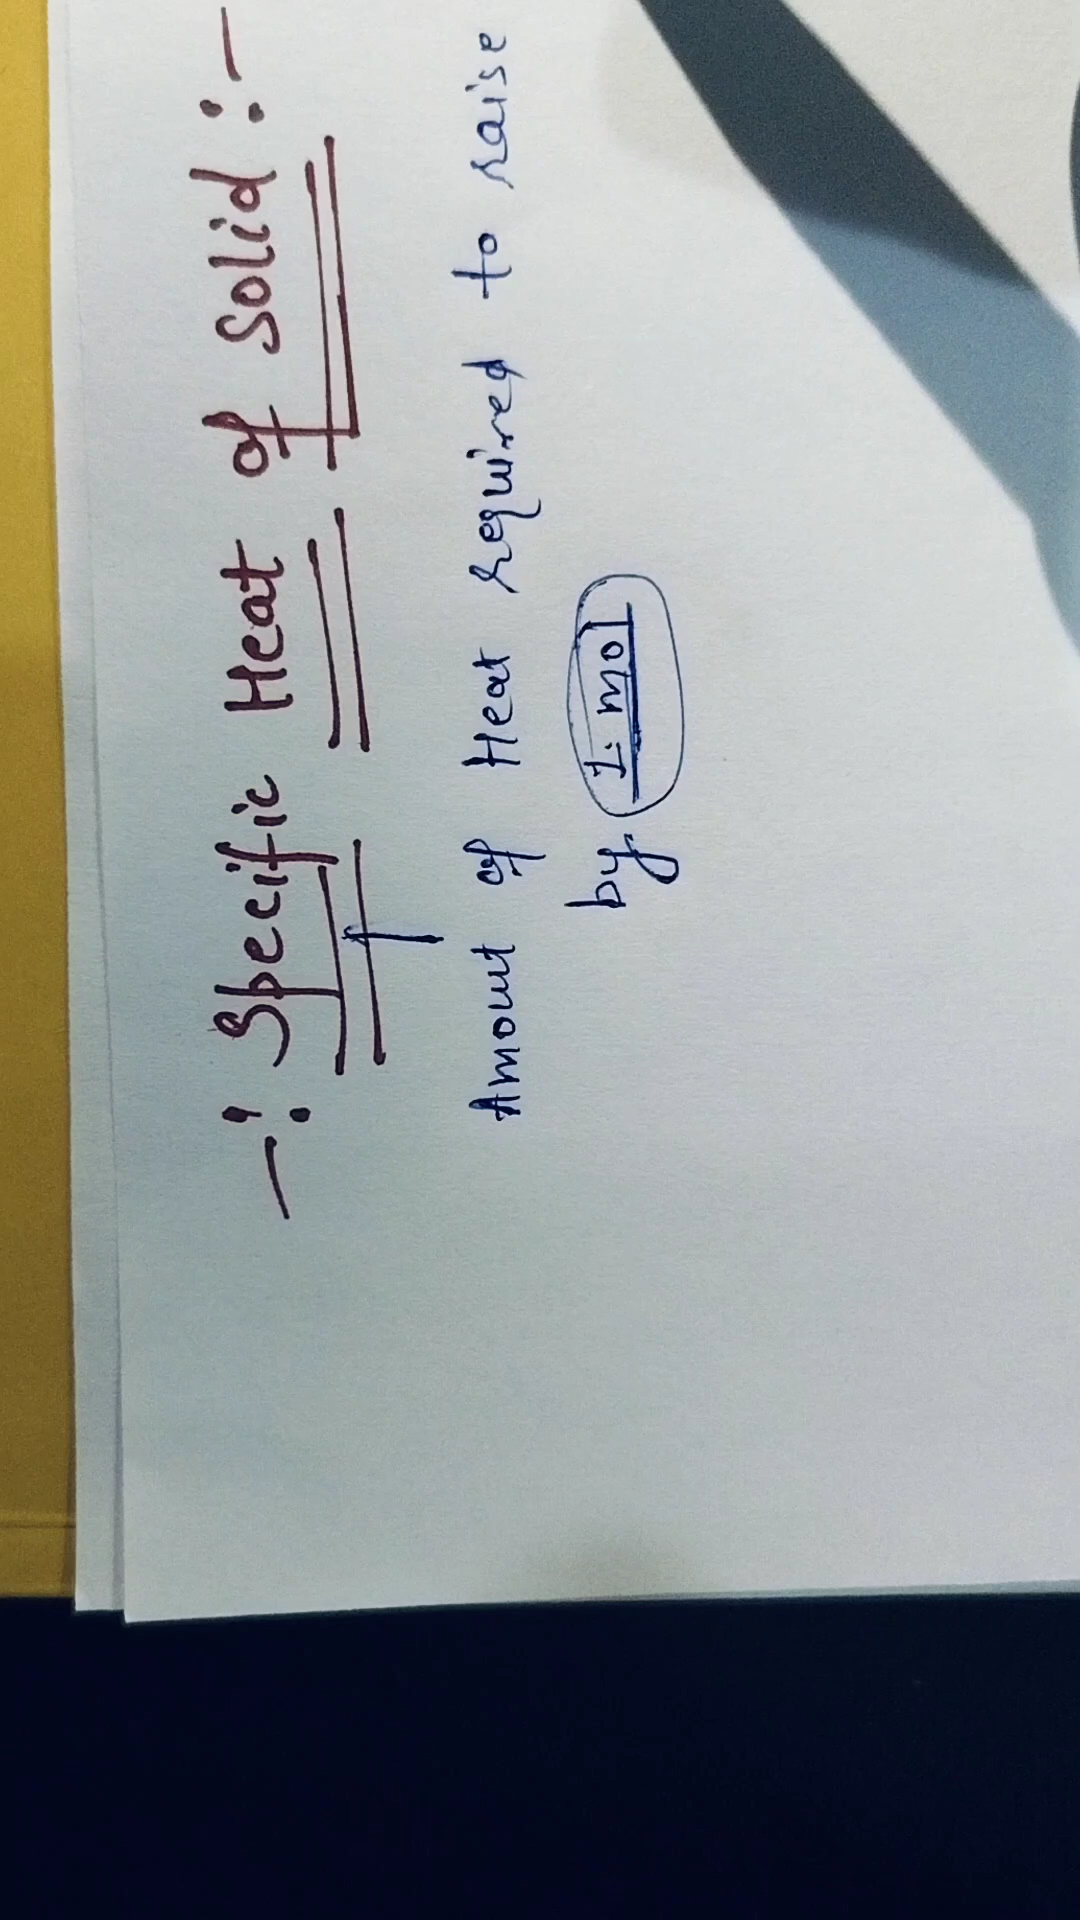 —: Specific Heat of Solid :—
Amount of Heat required to raise
by 1 mol